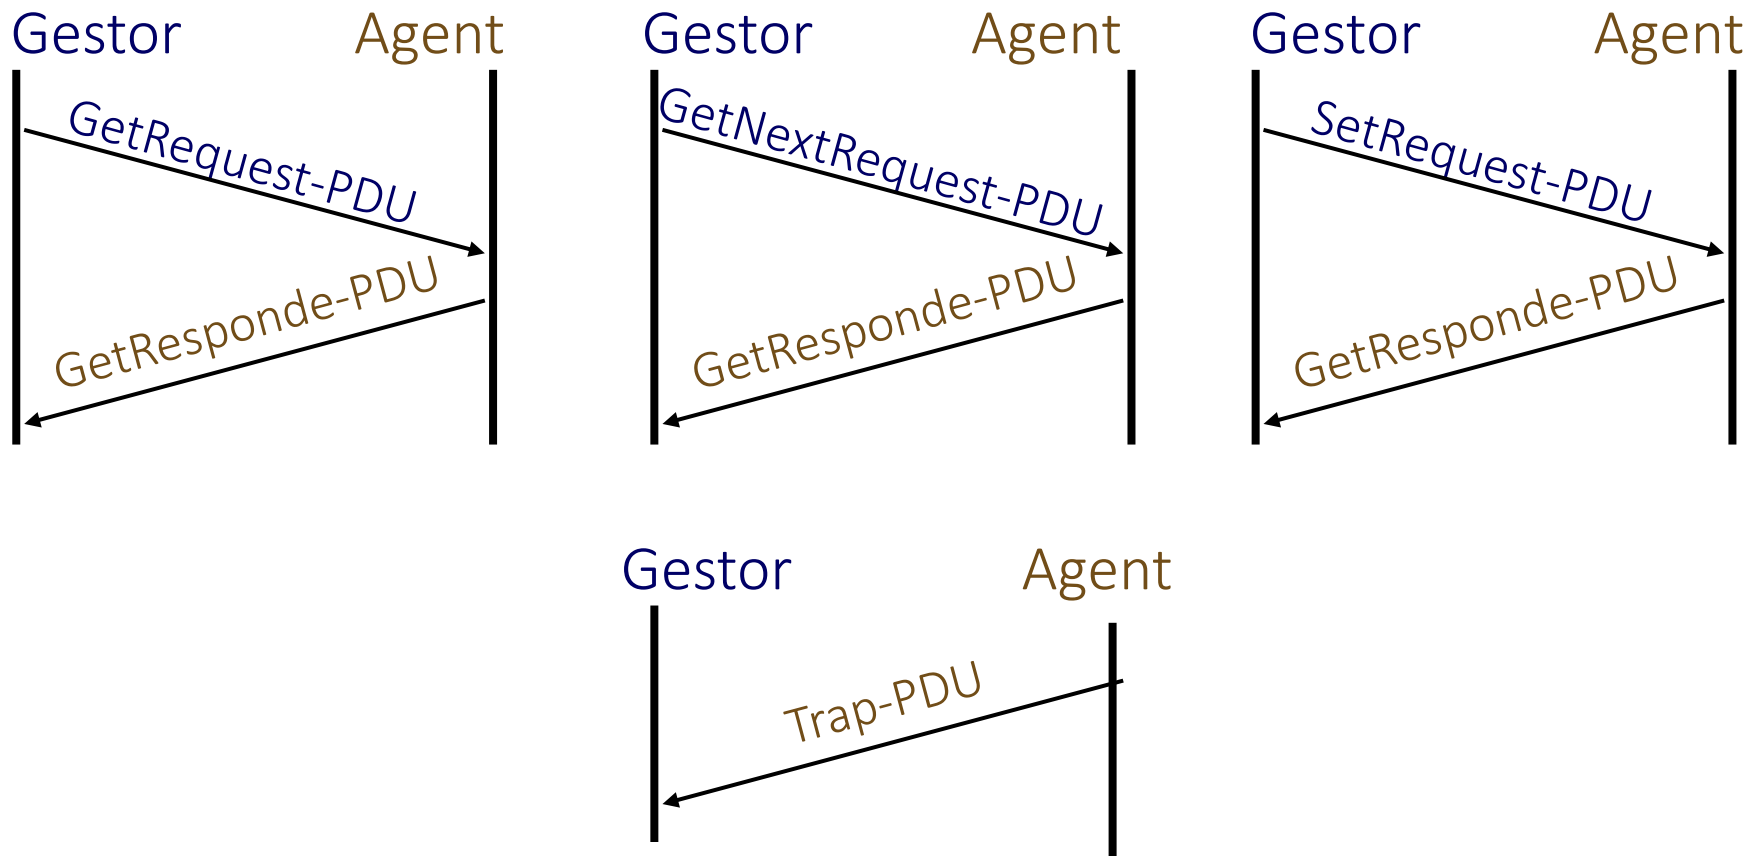 Gestor Agent
GetRequest-PDU
GetResponde-PDU
Gestor Agent
GetNextRequest-PDU
GetResponde-PDU
Gestor Agent
SetRequest-PDU
GetResponde-PDU
Gestor Agent
Trap-PDU